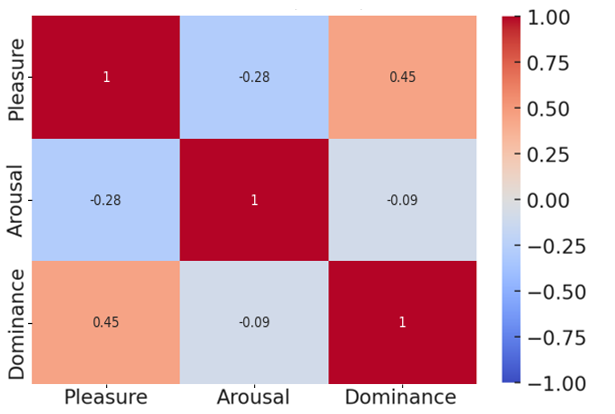 Pleasure 1 -0.28 0.45
Arousal -0.28 1 -0.09
Dominance 0.45 -0.09 1
Pleasure Arousal Dominance
1.00
0.75
0.50
0.25
0.00
−0.25
−0.50
−0.75
−1.00